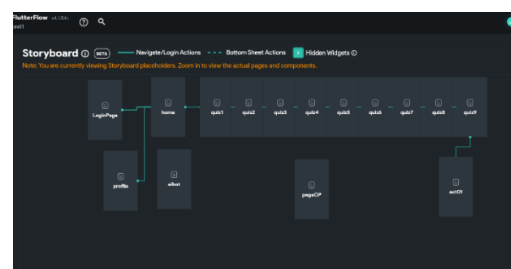 FlutterFlow
Storyboard BETA Navigate/Login Actions Bottom Sheet Actions Hidden Widgets
Note: You are currently viewing Storyboard placeholders. Zoom in to view the actual pages and components.
LoginPage home quiz1 quiz2 quiz3 quiz4 quiz5 quiz6 quiz7 quiz8 quiz9
profile pageCP